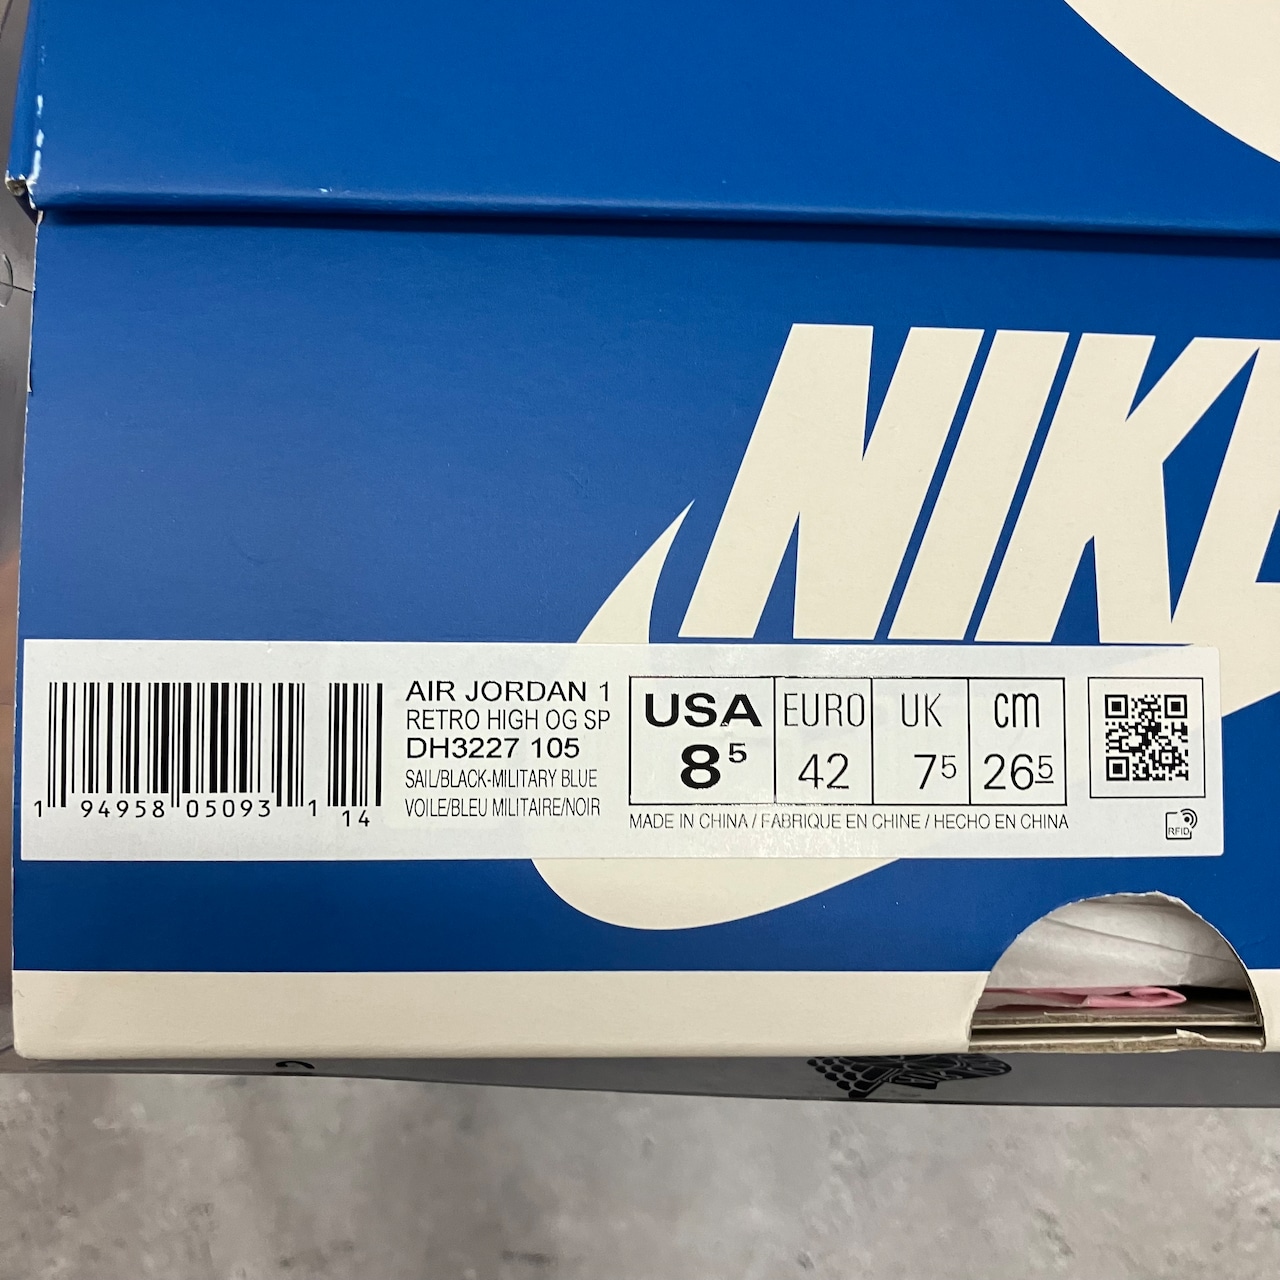 NIKE
AIR JORDAN 1
RETRO HIGH OG SP
DH3227 105
SAIL/BLACK-MILITARY BLUE
VOILE/BLEU MILITAIRE/NOIR
1 94958 05093 1
14
USA EURO UK cm
8⁵ 42 7⁵ 26⁵
MADE IN CHINA / FABRIQUE EN CHINE / HECHO EN CHINA
RFID